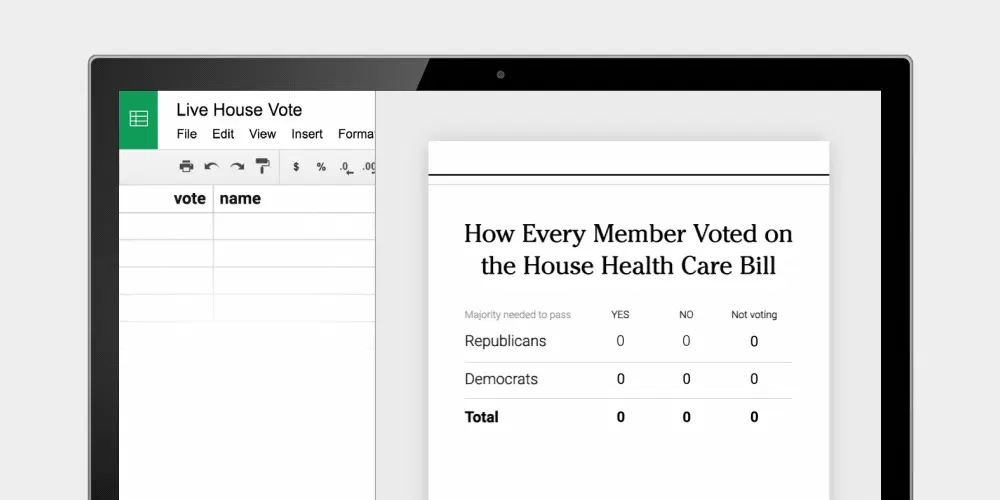 Live House Vote
File Edit View Insert Forma
$ % .0 .00
vote name
How Every Member Voted on
the House Health Care Bill
Majority needed to pass YES NO Not voting
Republicans 0 0 0
Democrats 0 0 0
Total 0 0 0